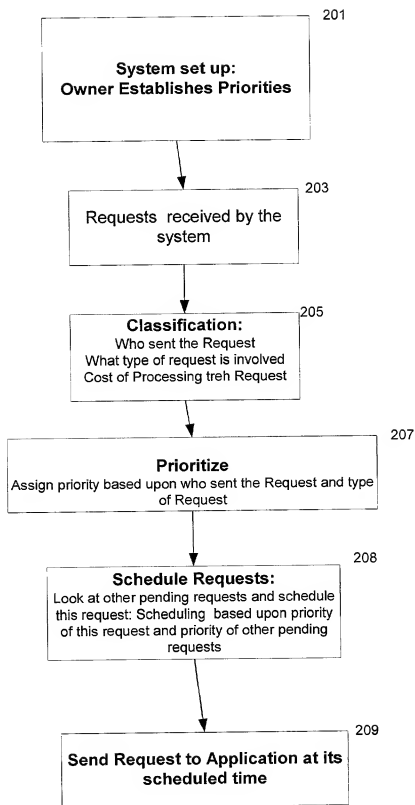 201
System set up:
Owner Establishes Priorities
203
Requests received by the
system
205
Classification:
Who sent the Request
What type of request is involved
Cost of Processing treh Request
207
Prioritize
Assign priority based upon who sent the Request and type
of Request
208
Schedule Requests:
Look at other pending requests and schedule
this request: Scheduling based upon priority
of this request and priority of other pending
requests
209
Send Request to Application at its
scheduled time